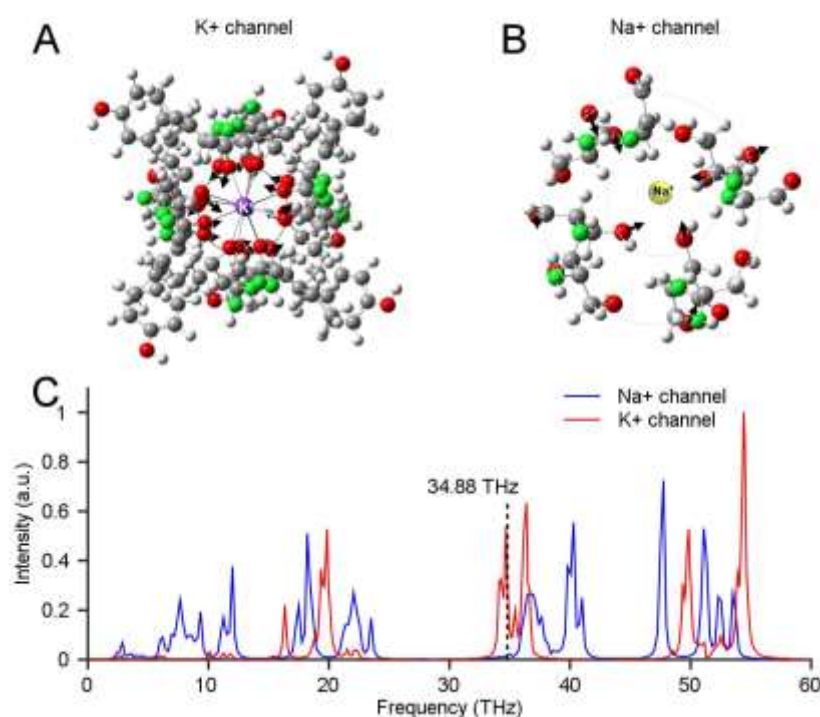 A
K+ channel
K
B
Na+ channel
Na+
C
Na+ channel
K+ channel
34.88 THz
Intensity (a.u.)
1
0.8
0.6
0.4
0.2
0
0 10 20 30 40 50 60
Frequency (THz)